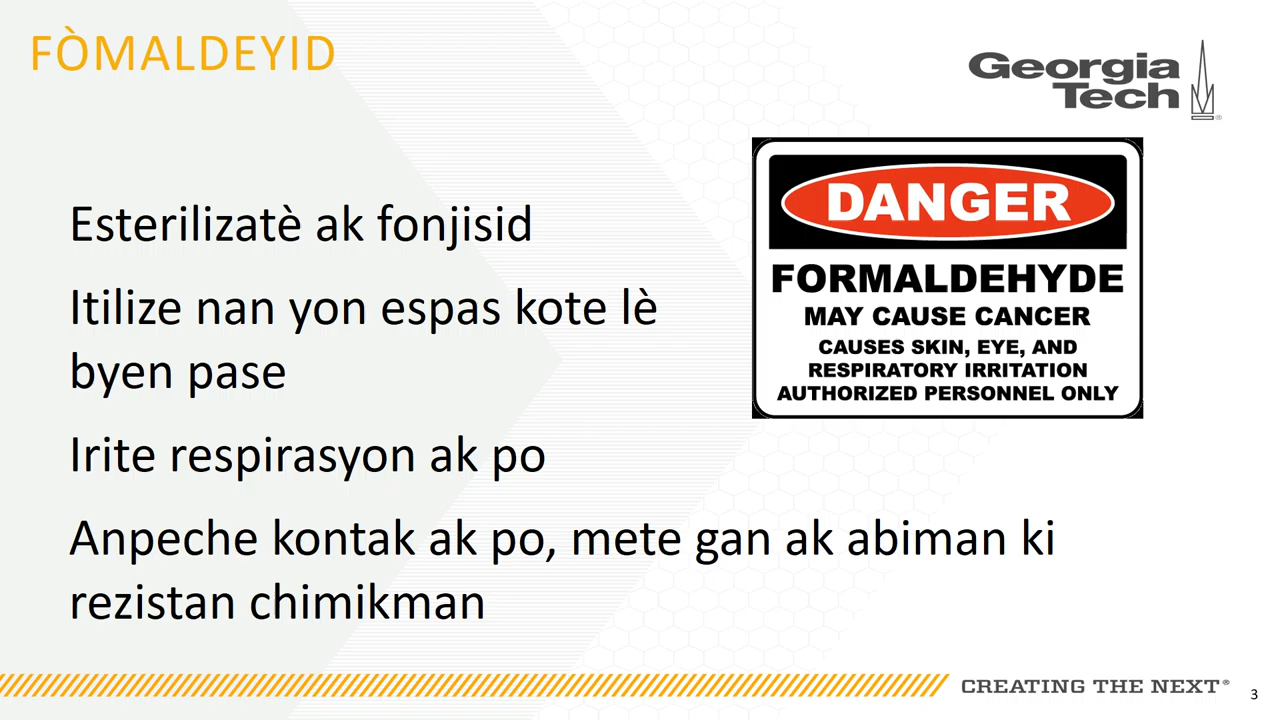 FÒMALDEYID
Georgia
Tech
Esterilizatè ak fonjisid
Itilize nan yon espas kote lè
byen pase
Irite respirasyon ak po
Anpeche kontak ak po, mete gan ak abiman ki
rezistan chimikman
DANGER
FORMALDEHYDE
MAY CAUSE CANCER
CAUSES SKIN, EYE, AND
RESPIRATORY IRRITATION
AUTHORIZED PERSONNEL ONLY
CREATING THE NEXT®
3